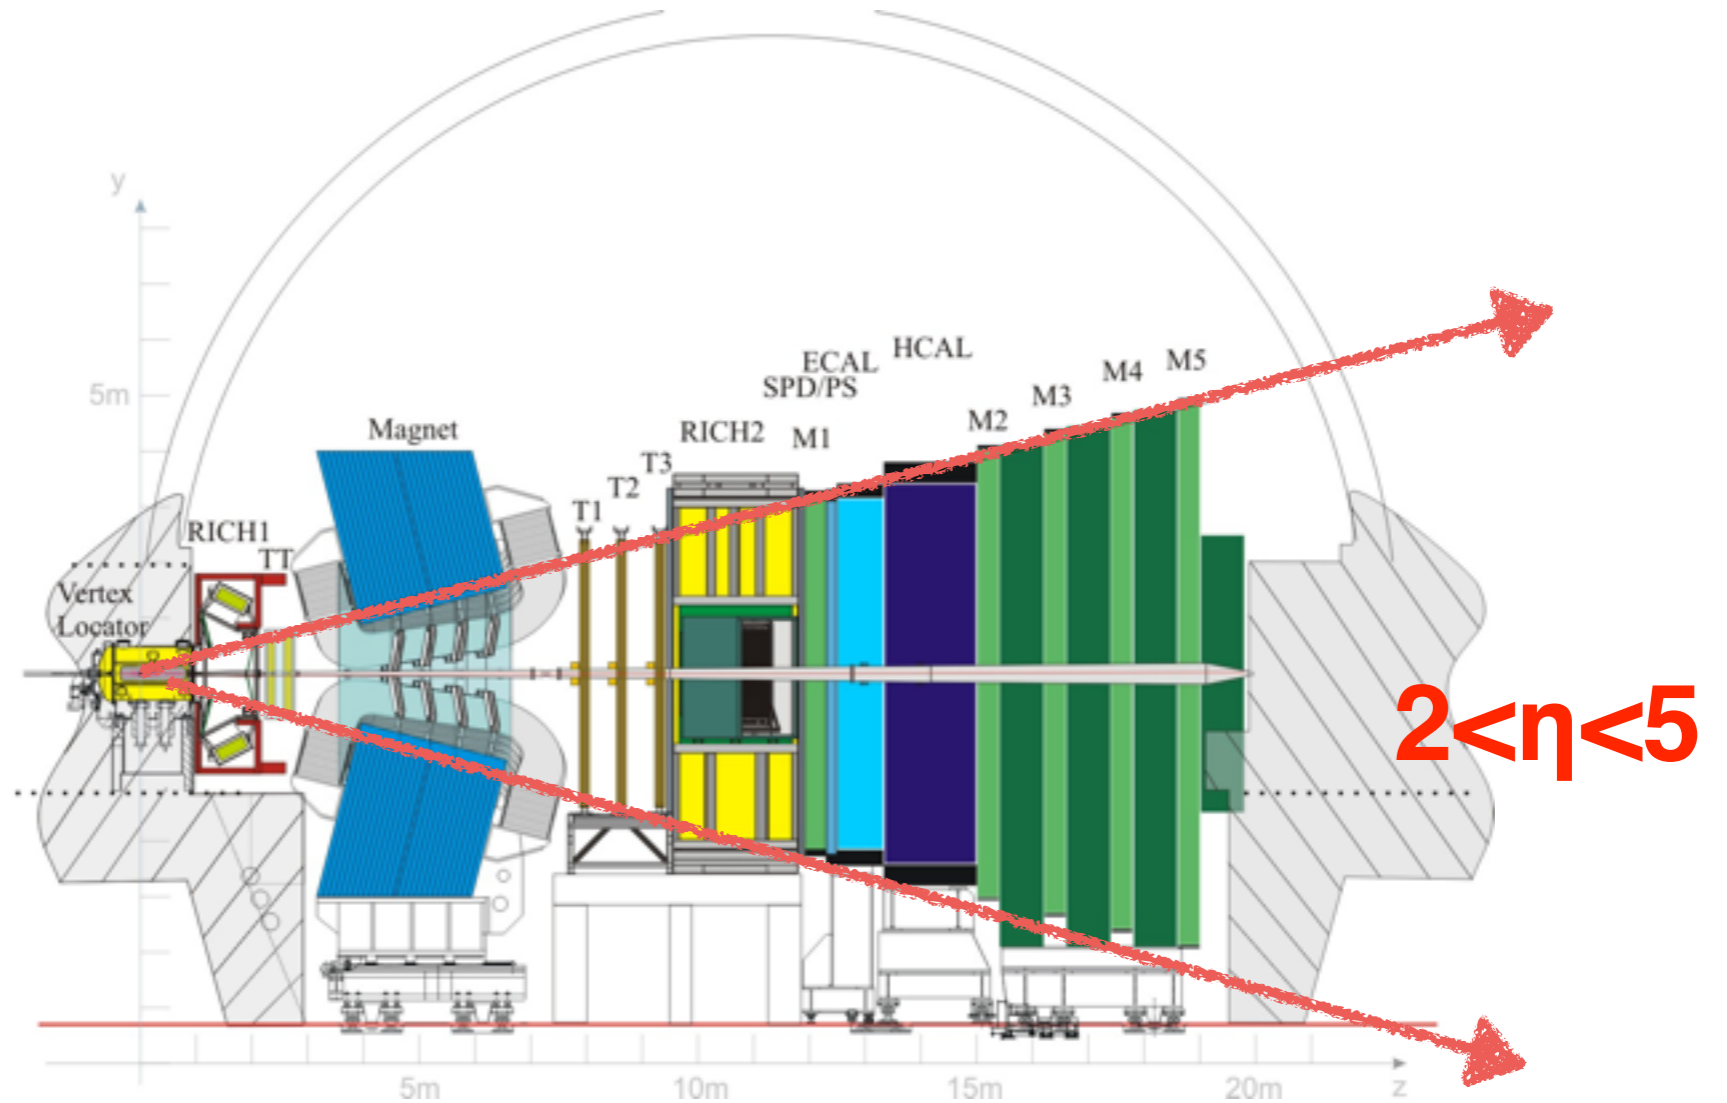 y
HCAL
ECAL
M5
M4
SPD/PS
M3
5m
M2
Magnet
RICH2
M1
T3
T2
T1
RICH1
TT
Vertex
Locator
2<η<5
5m
10m
15m
20m
z